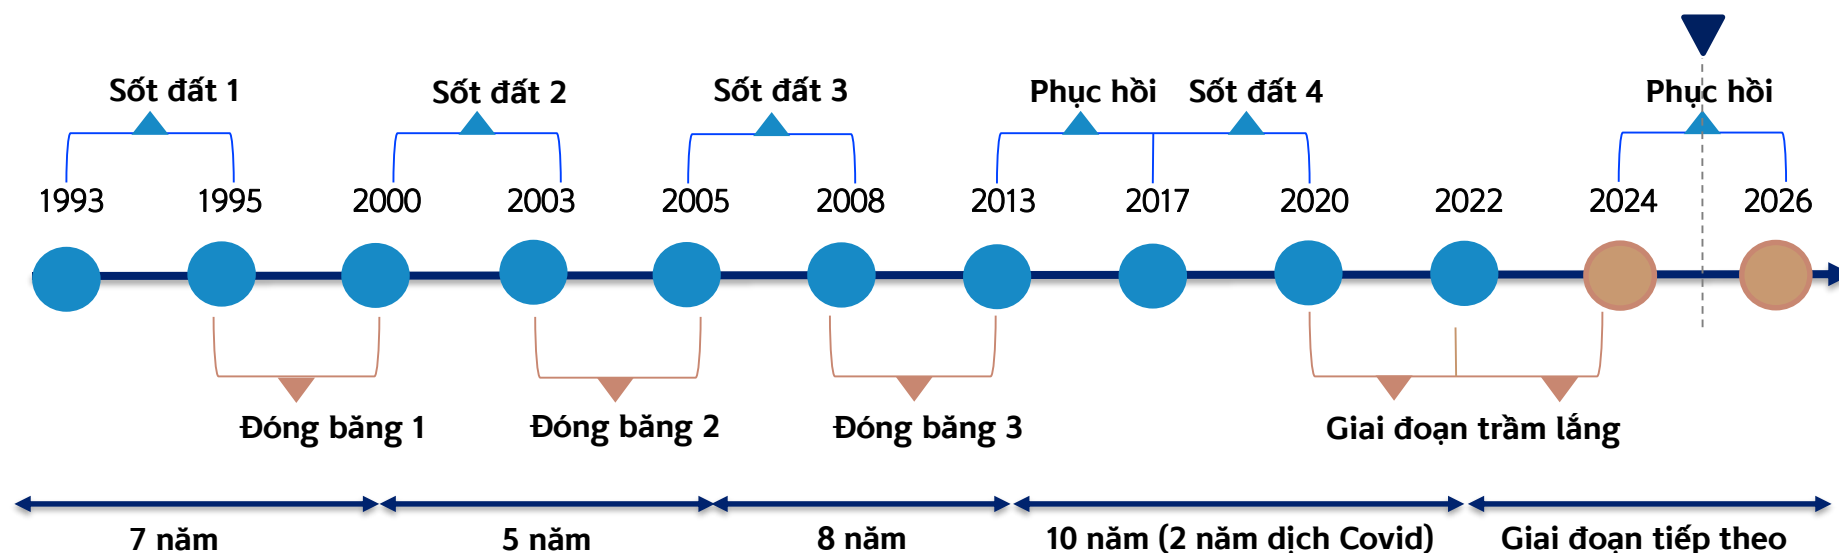 Sốt đất 1 Sốt đất 2 Sốt đất 3 Phục hồi Sốt đất 4 Phục hồi
1993 1995 2000 2003 2005 2008 2013 2017 2020 2022 2024 2026
Đóng băng 1 Đóng băng 2 Đóng băng 3 Giai đoạn trầm lắng
7 năm 5 năm 8 năm 10 năm (2 năm dịch Covid) Giai đoạn tiếp theo